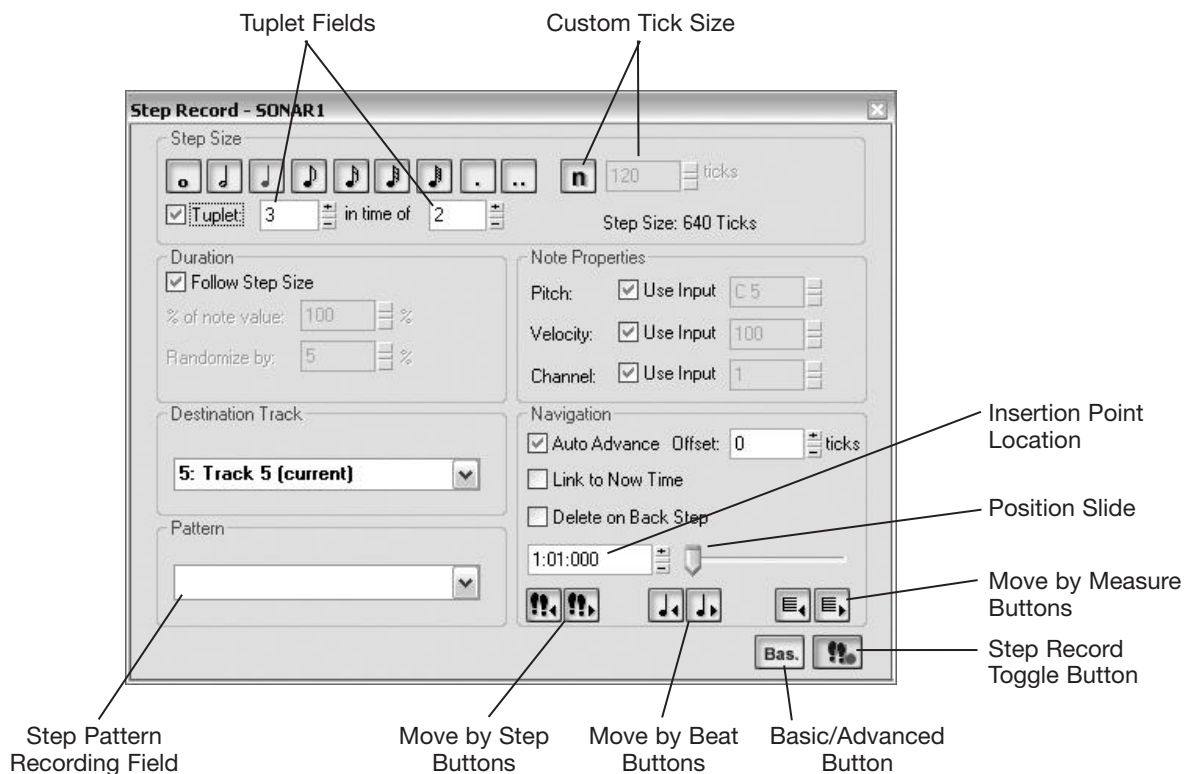 Tuplet Fields
Custom Tick Size
Step Record - SONAR1
Step Size
n 120 ticks
Tuplet: 3 in time of 2
Step Size: 640 Ticks
Duration
Follow Step Size
% of note value: 100 %
Randomize by: 5 %
Note Properties
Pitch: Use Input C 5
Velocity: Use Input 100
Channel: Use Input 1
Destination Track
5: Track 5 (current)
Pattern
Navigation
Auto Advance Offset: 0 ticks
Link to Now Time
Delete on Back Step
1:01:000
Bas.
Insertion Point
Location
Position Slide
Move by Measure
Buttons
Step Record
Toggle Button
Step Pattern
Recording Field
Move by Step
Buttons
Move by Beat
Buttons
Basic/Advanced
Button